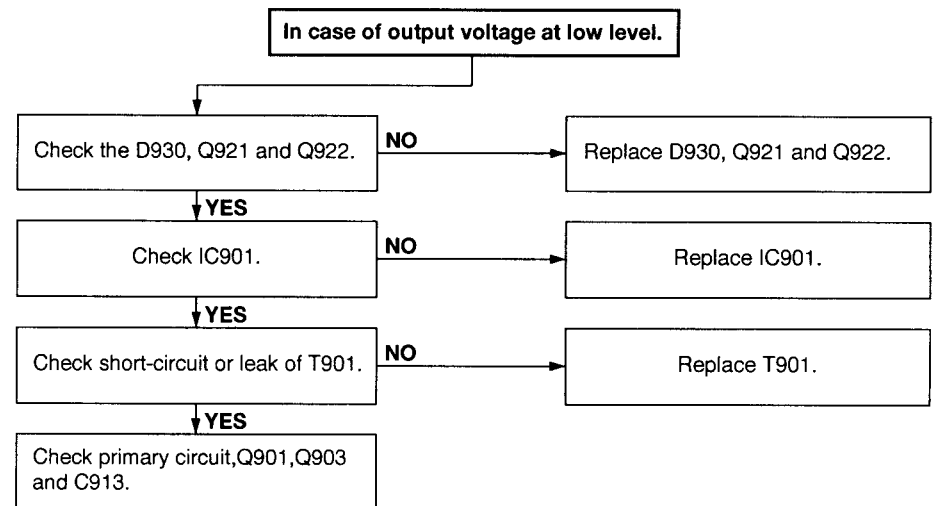 In case of output voltage at low level.
Check the D930, Q921 and Q922.
NO
Replace D930, Q921 and Q922.
YES
Check IC901.
NO
Replace IC901.
YES
Check short-circuit or leak of T901.
NO
Replace T901.
YES
Check primary circuit,Q901,Q903
and C913.